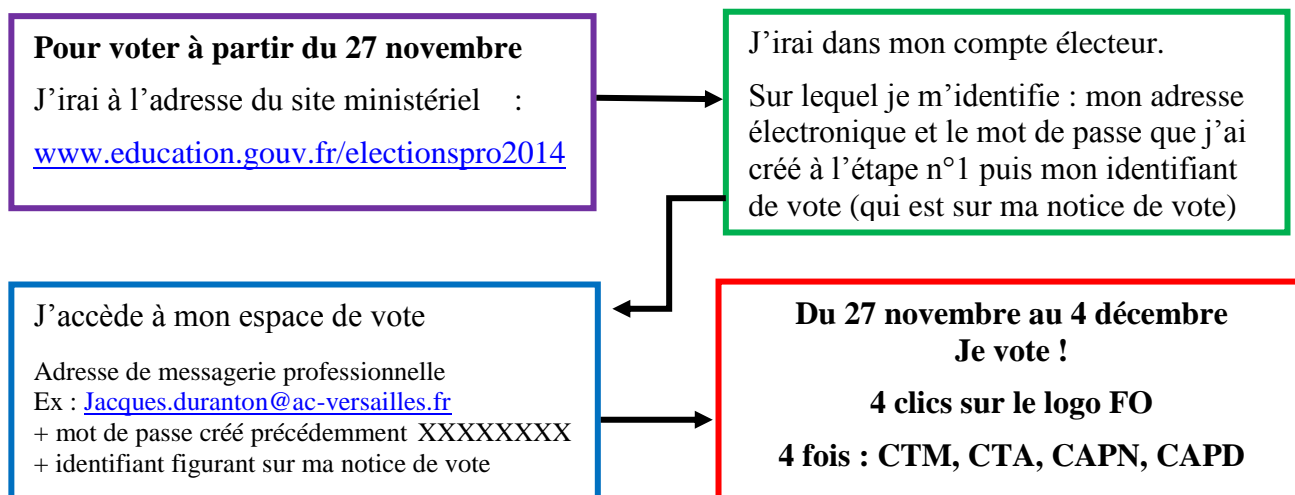 Pour voter à partir du 27 novembre
J’irai à l’adresse du site ministériel :
www.education.gouv.fr/electionspro2014
J’irai dans mon compte électeur.
Sur lequel je m’identifie : mon adresse
électronique et le mot de passe que j’ai
créé à l’étape n°1 puis mon identifiant
de vote (qui est sur ma notice de vote)
J’accède à mon espace de vote
Adresse de messagerie professionnelle
Ex : Jacques.duranton@ac-versailles.fr
+ mot de passe créé précédemment XXXXXXXX
+ identifiant figurant sur ma notice de vote
Du 27 novembre au 4 décembre
Je vote !
4 clics sur le logo FO
4 fois : CTM, CTA, CAPN, CAPD